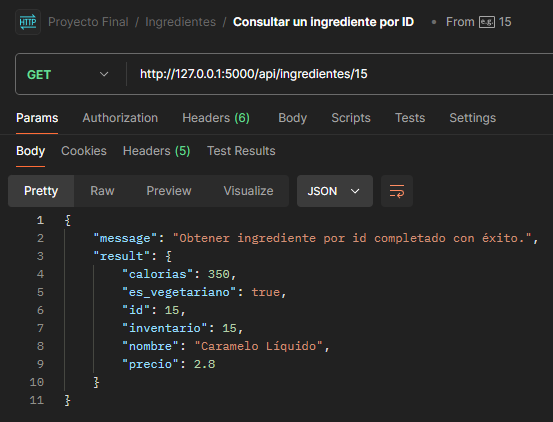 HTTP Proyecto Final / Ingredientes / Consultar un ingrediente por ID • From e.g. 15
GET http://127.0.0.1:5000/api/ingredientes/15
Params Authorization Headers (6) Body Scripts Tests Settings
Body Cookies Headers (5) Test Results
Pretty Raw Preview Visualize JSON
1 {
2 "message": "Obtener ingrediente por id completado con éxito.",
3 "result": {
4 "calorias": 350,
5 "es_vegetariano": true,
6 "id": 15,
7 "inventario": 15,
8 "nombre": "Caramelo Líquido",
9 "precio": 2.8
10 }
11 }